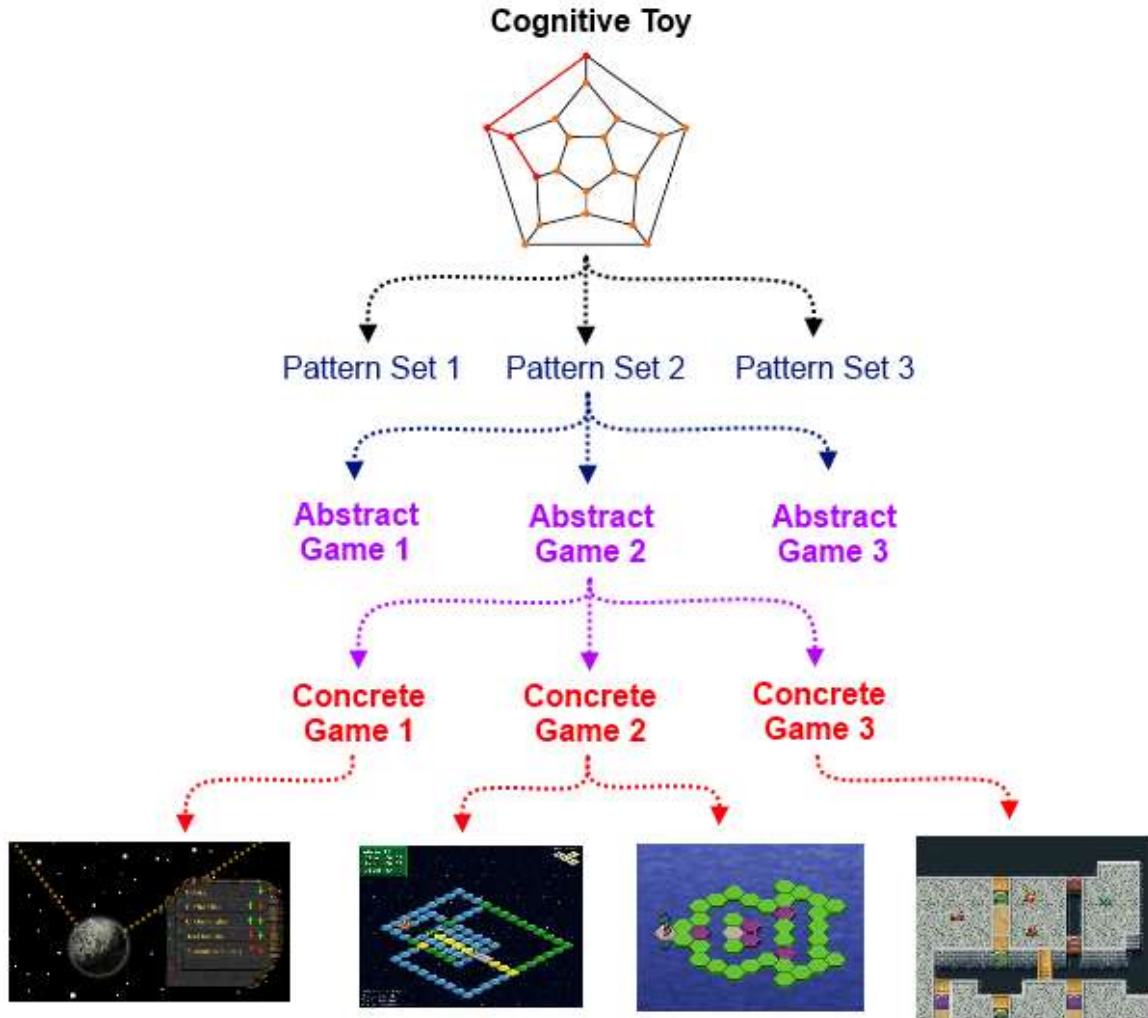 Cognitive Toy
Pattern Set 1
Pattern Set 2
Pattern Set 3
Abstract
Game 1
Abstract
Game 2
Abstract
Game 3
Concrete
Game 1
Concrete
Game 2
Concrete
Game 3